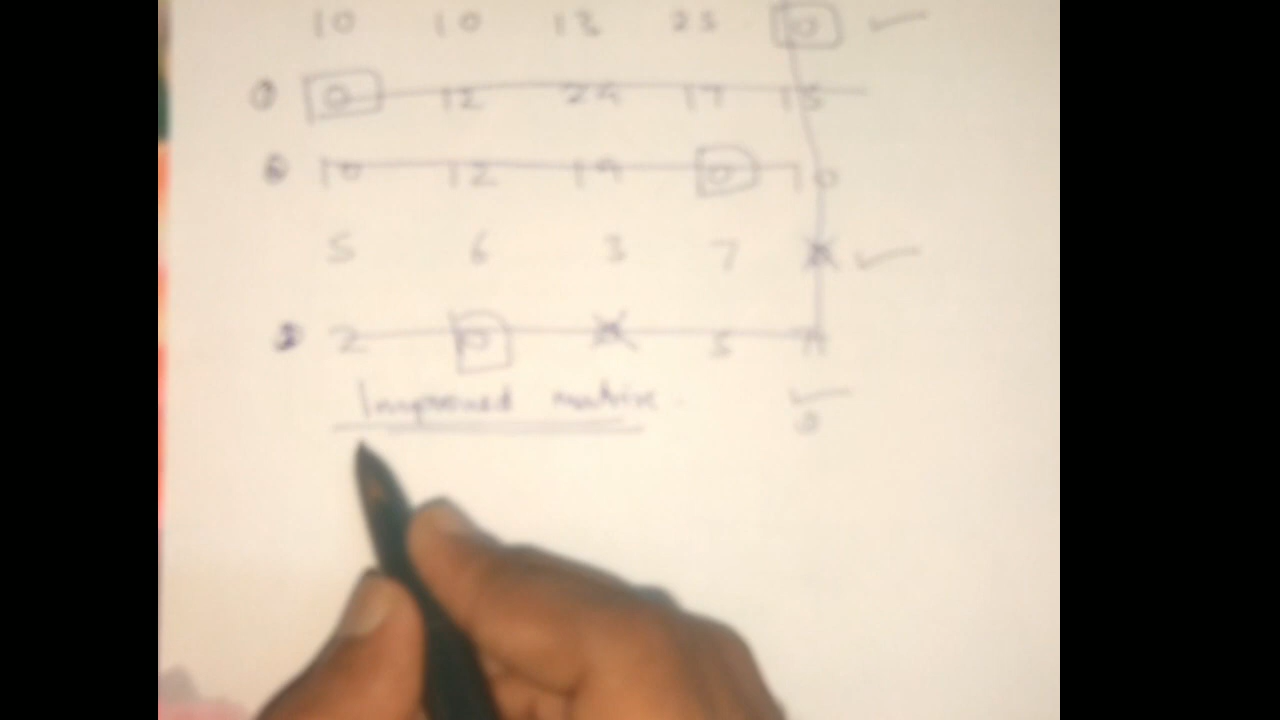 10 10 13 25 0
0 12 24 17 15
10 12 19 0 10
5 6 3 7
2 0 5
Improved matrix.